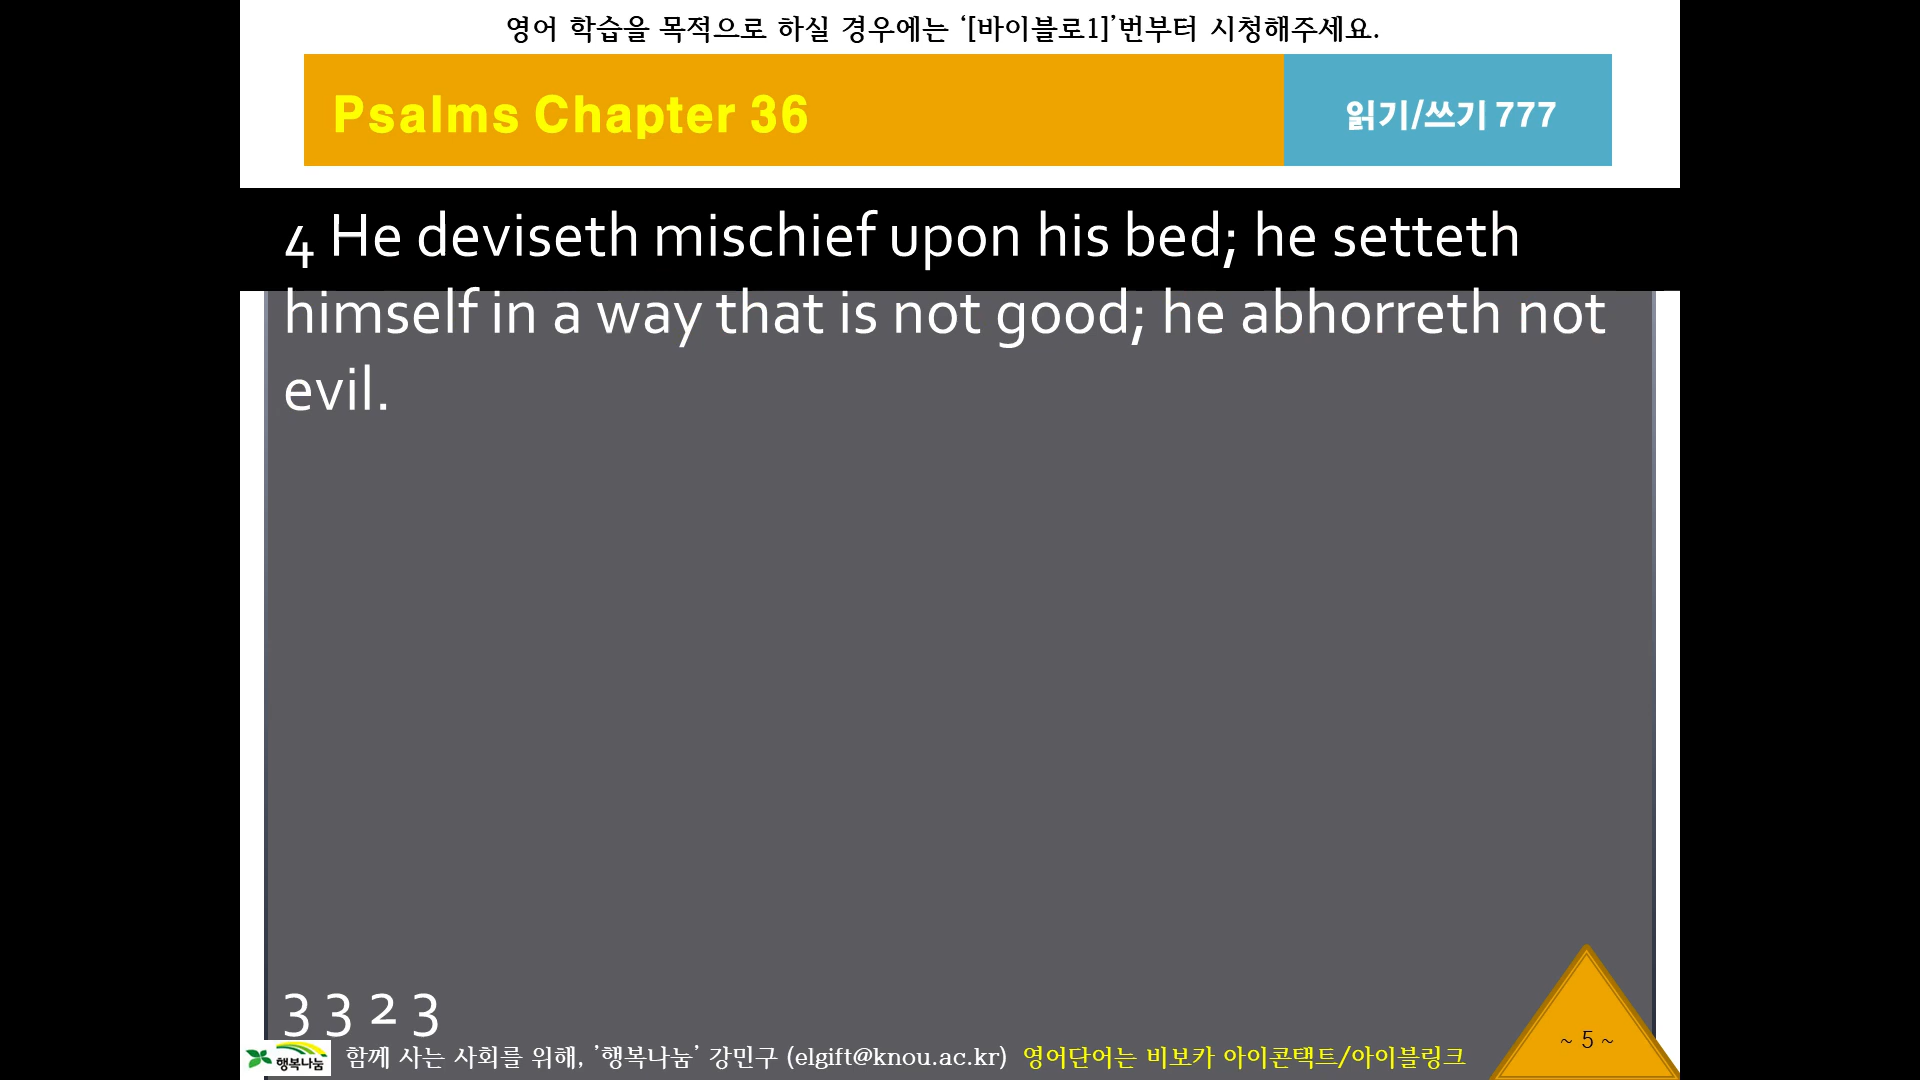 영어 학습을 목적으로 하실 경우에는 ‘[바이블로1]’번부터 시청해주세요.
Psalms Chapter 36
읽기/쓰기 777
4 He deviseth mischief upon his bed; he setteth
himself in a way that is not good; he abhorreth not
evil.
3 3 2 3
~ 5 ~
행복나눔
함께 사는 사회를 위해, ’행복나눔’ 강민구 (elgift@knou.ac.kr) 영어단어는 비보카 아이콘택트/아이블링크